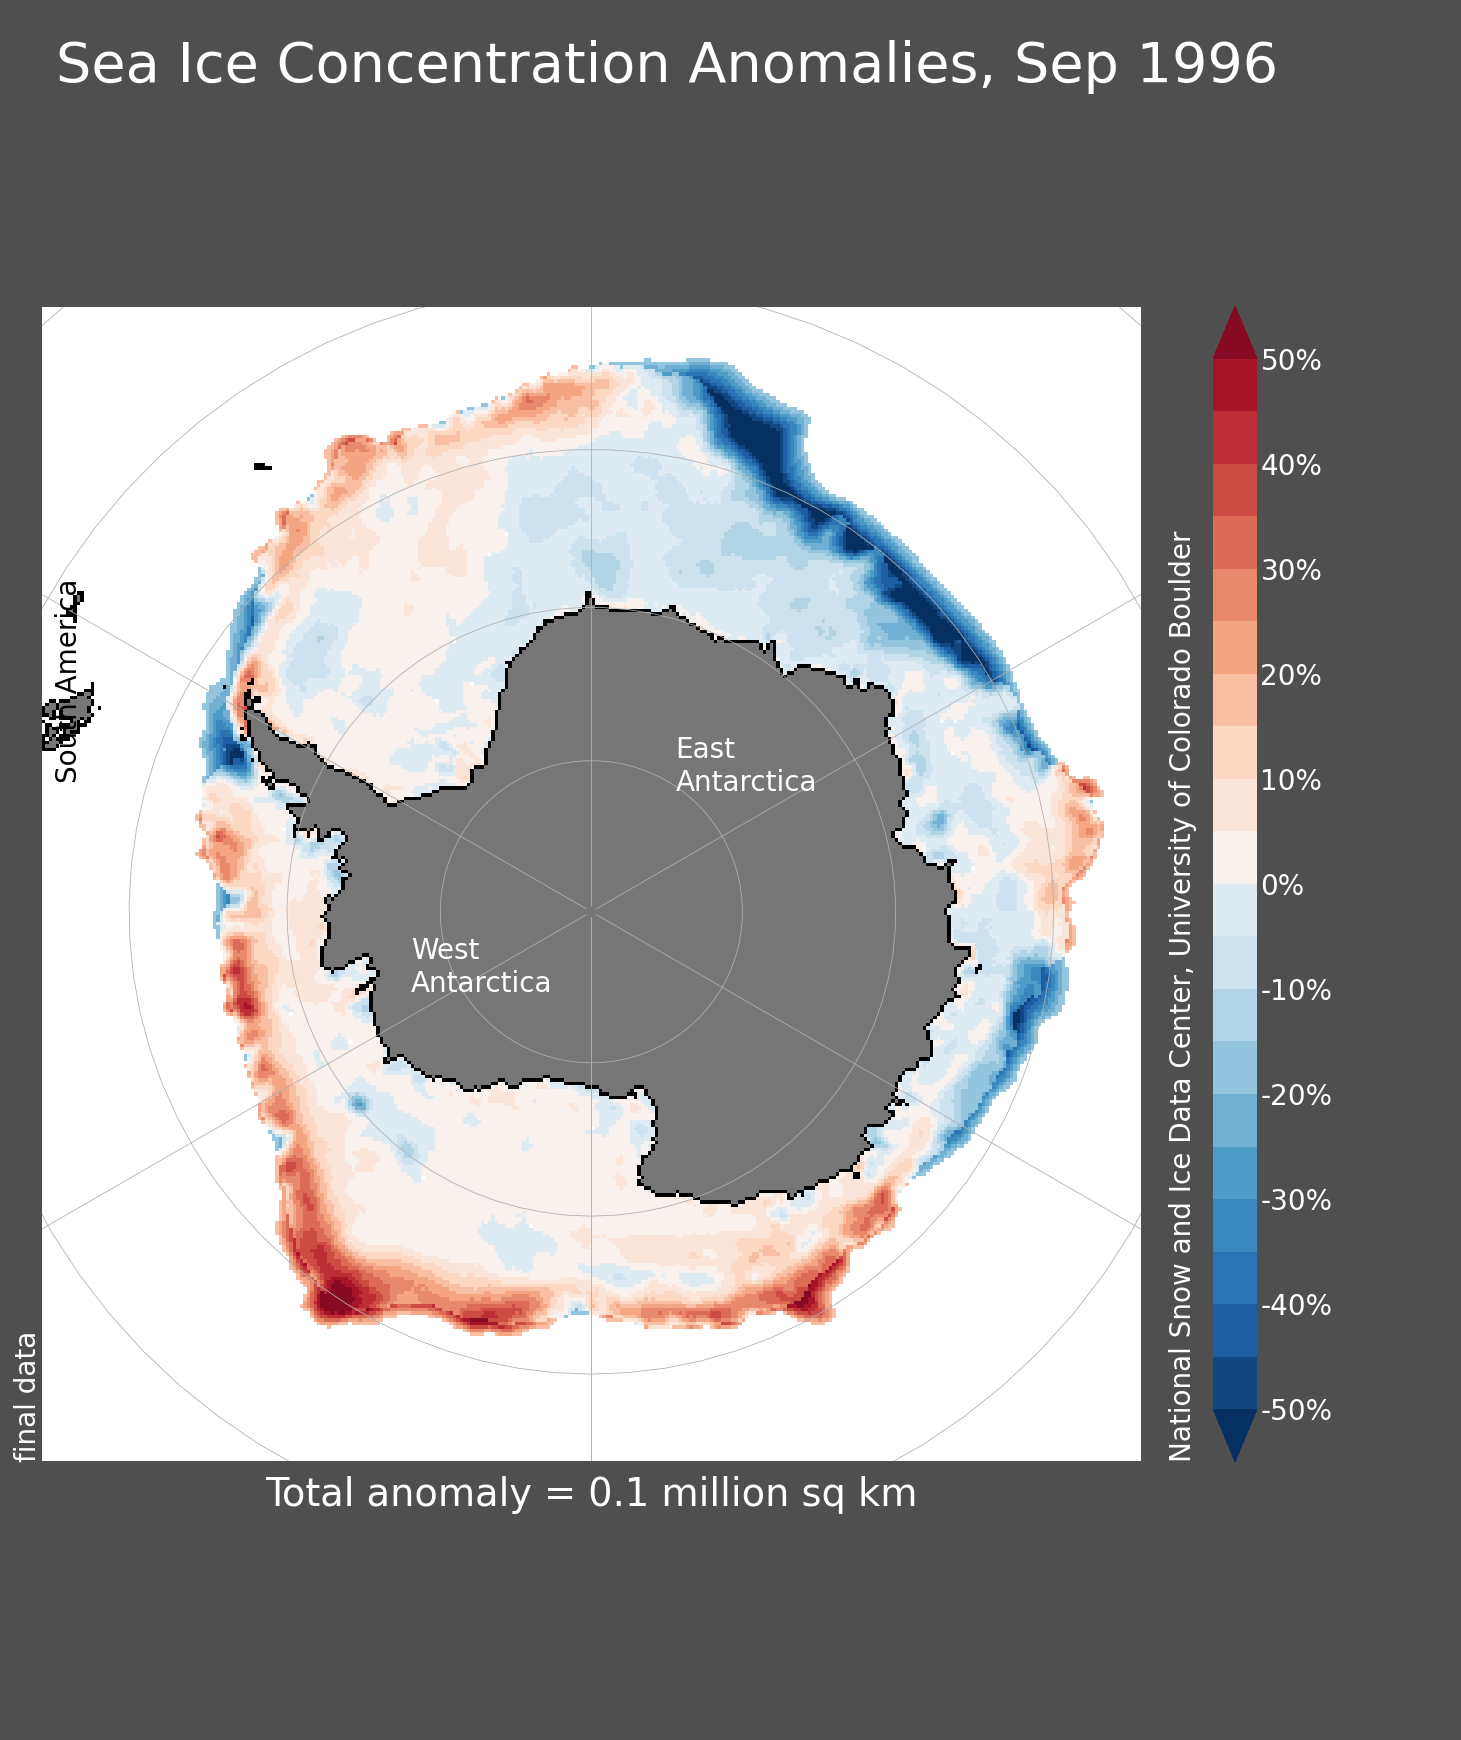 Sea Ice Concentration Anomalies, Sep 1996
South America
East
Antarctica
West
Antarctica
final data
National Snow and Ice Data Center, University of Colorado Boulder
50%
40%
30%
20%
10%
0%
-10%
-20%
-30%
-40%
-50%
Total anomaly = 0.1 million sq km